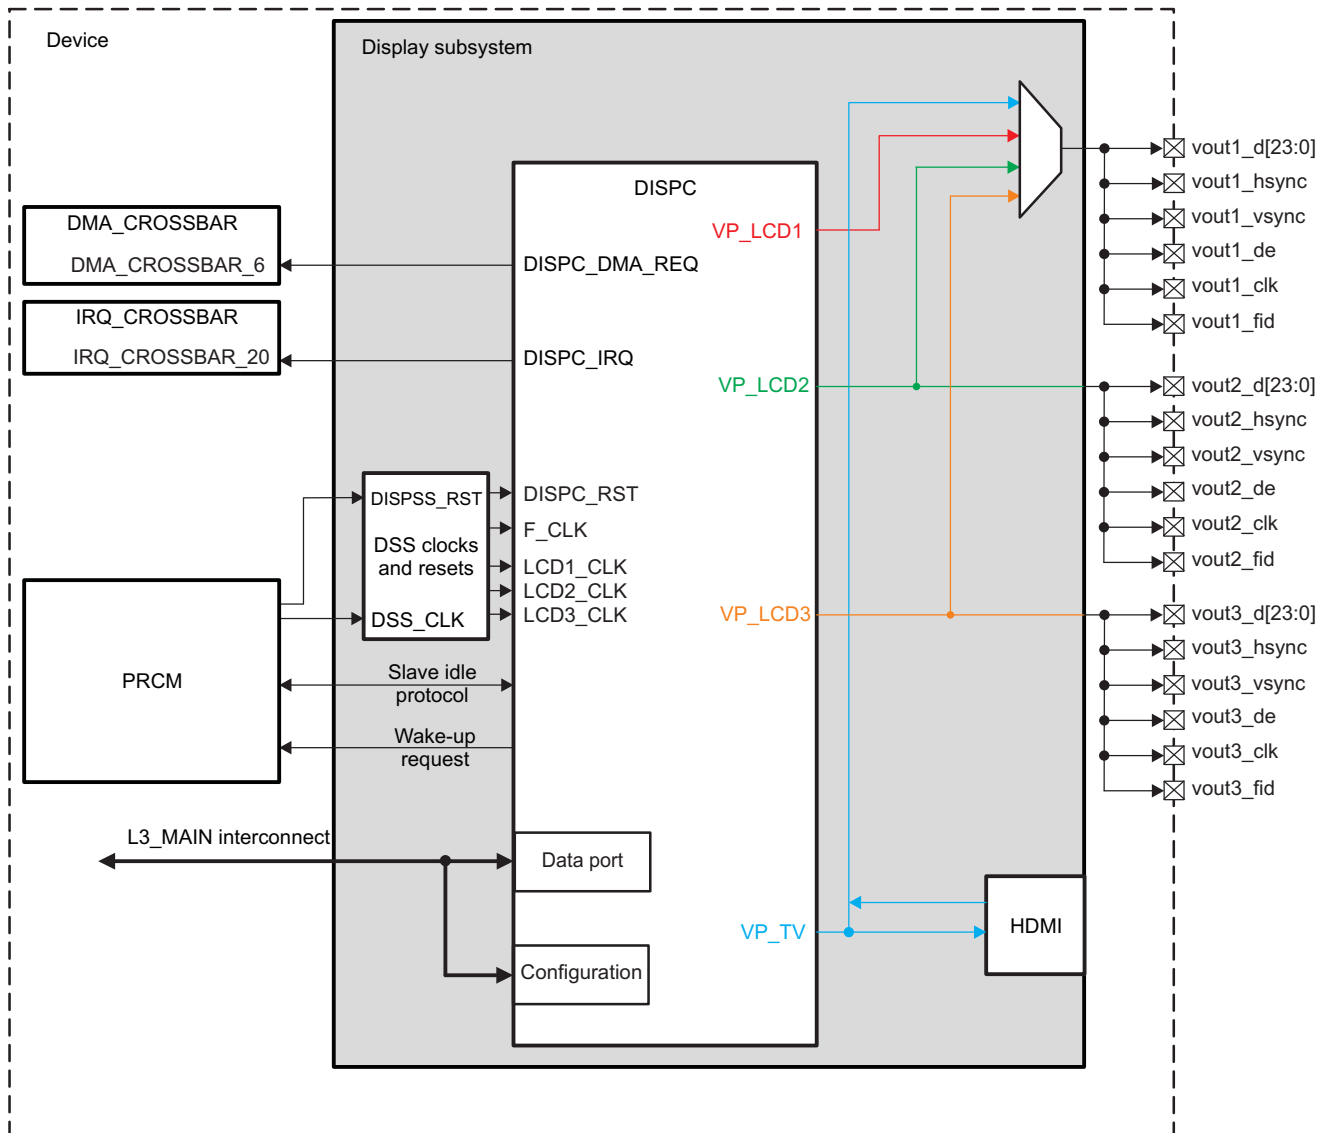 Device
Display subsystem
DMA_CROSSBAR
DMA_CROSSBAR_6
IRQ_CROSSBAR
IRQ_CROSSBAR_20
DISPC
VP_LCD1
DISPC_DMA_REQ
DISPC_IRQ
VP_LCD2
DISPSS_RST
DSS clocks
and resets
DSS_CLK
DISPC_RST
F_CLK
LCD1_CLK
LCD2_CLK
LCD3_CLK
VP_LCD3
PRCM
Slave idle
protocol
Wake-up
request
L3_MAIN interconnect
Data port
Configuration
VP_TV
HDMI
vout1_d[23:0]
vout1_hsync
vout1_vsync
vout1_de
vout1_clk
vout1_fid
vout2_d[23:0]
vout2_hsync
vout2_vsync
vout2_de
vout2_clk
vout2_fid
vout3_d[23:0]
vout3_hsync
vout3_vsync
vout3_de
vout3_clk
vout3_fid